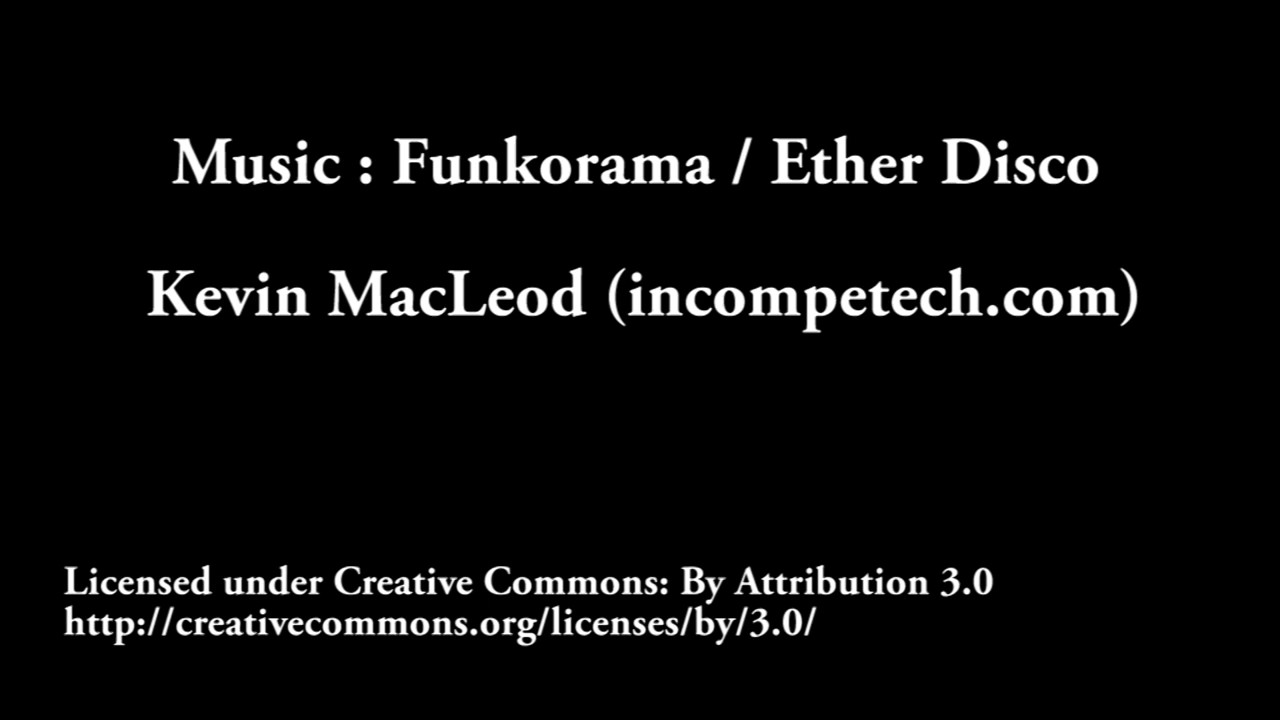 Music : Funkorama / Ether Disco
Kevin MacLeod (incompetech.com)
Licensed under Creative Commons: By Attribution 3.0
http://creativecommons.org/licenses/by/3.0/